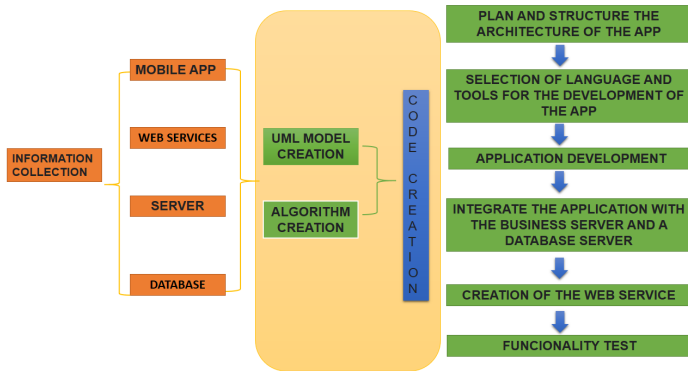 INFORMATION
COLLECTION
MOBILE APP
WEB SERVICES
SERVER
DATABASE
UML MODEL
CREATION
ALGORITHM
CREATION
CODE CREATION
PLAN AND STRUCTURE THE
ARCHITECTURE OF THE APP
SELECTION OF LANGUAGE AND
TOOLS FOR THE DEVELOPMENT OF
THE APP
APPLICATION DEVELOPMENT
INTEGRATE THE APPLICATION WITH
THE BUSINESS SERVER AND A
DATABASE SERVER
CREATION OF THE WEB SERVICE
FUNCIONALITY TEST